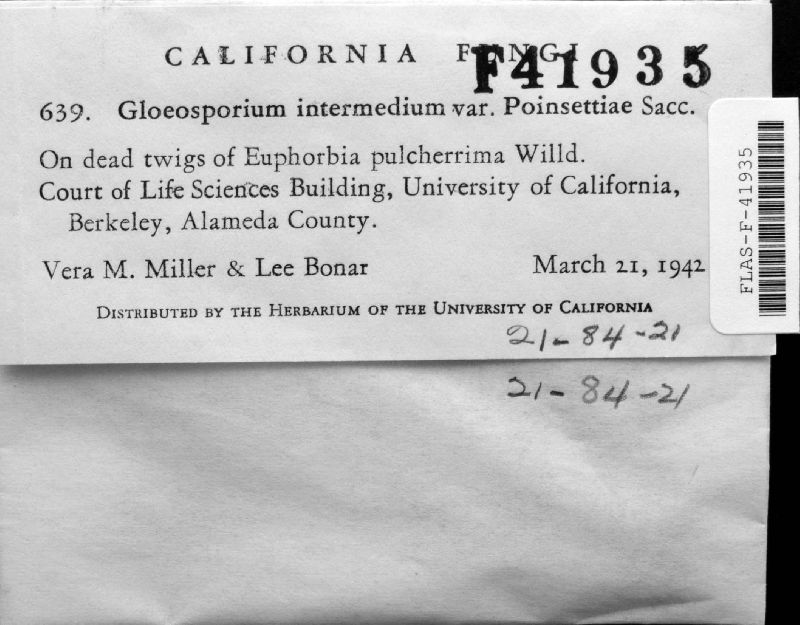 CALIFORNIA FUNGI
F41935
639. Gloeosporium intermedium var. Poinsettiae Sacc.
On dead twigs of Euphorbia pulcherrima Willd.
Court of Life Sciences Building, University of California,
Berkeley, Alameda County.
Vera M. Miller & Lee Bonar March 21, 1942
DISTRIBUTED BY THE HERBARIUM OF THE UNIVERSITY OF CALIFORNIA
21-84-21
21-84-21
FLAS-F-41935